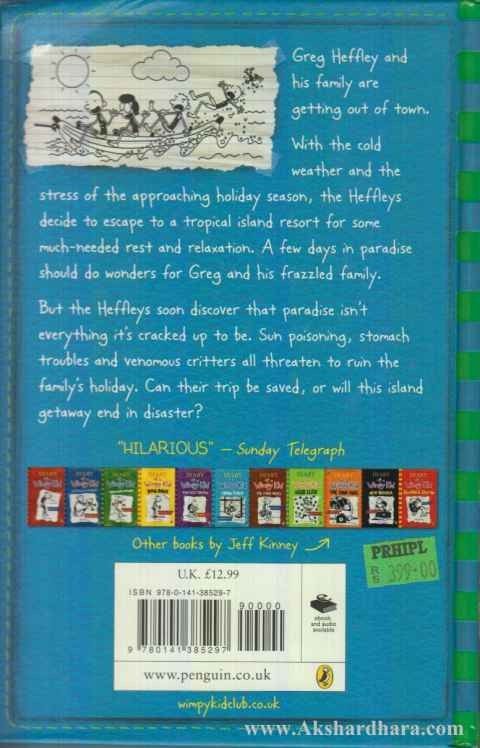 Greg Heffley and
his family are
getting out of town.
With the cold
weather and the
stress of the approaching holiday season, the Heffleys
decide to escape to a tropical island resort for some
much-needed rest and relaxation. A few days in paradise
should do wonders for Greg and his frazzled family.
But the Heffleys soon discover that paradise isn't
everything it's cracked up to be. Sun poisoning, stomach
troubles and venomous critters all threaten to ruin the
family's holiday. Can their trip be saved, or will this island
getaway end in disaster?
"HILARIOUS" – Sunday Telegraph
Other books by Jeff Kinney
PRHIPL
RS 399.00
U.K. £12.99
ISBN 978-0-141-38529-7
90000
9 780141 385297
ebook
and audio
available
www.penguin.co.uk
wimpykidclub.co.uk
www.Akshardhara.com